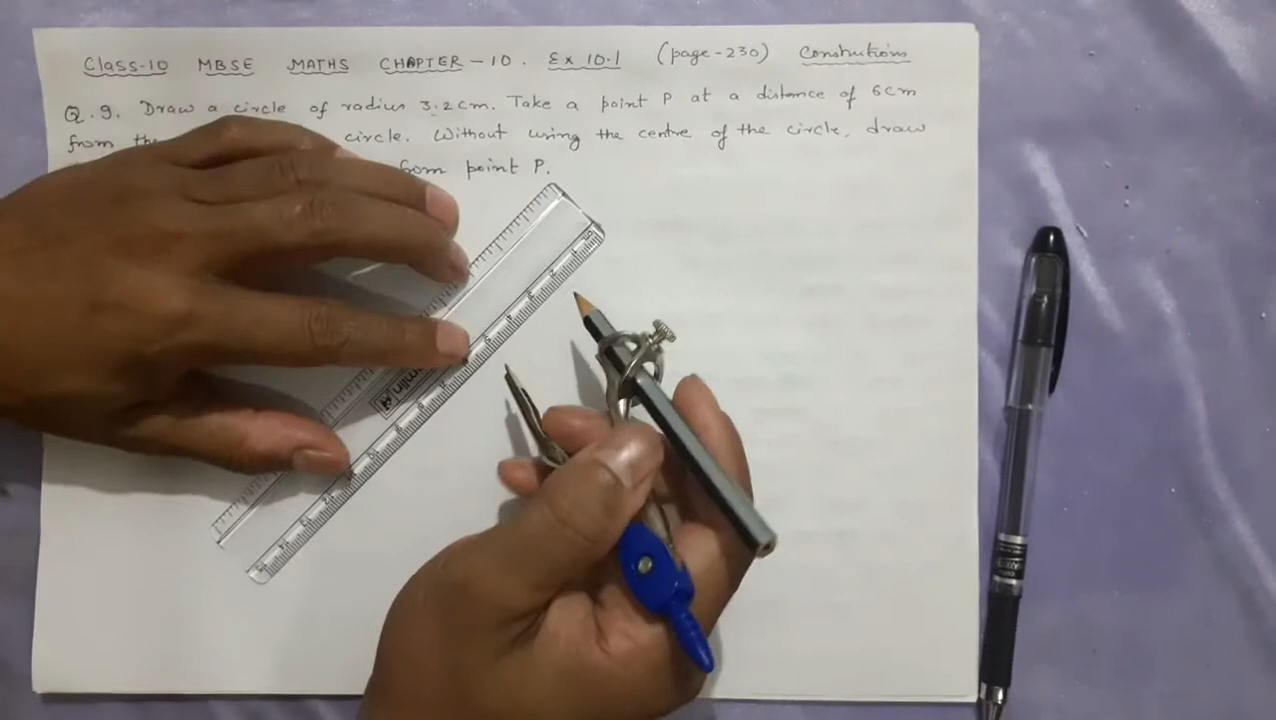 Class-10 MBSE MATHS CHAPTER-10. Ex 10.1 (page-230) Constructions
Q.9. Draw a circle of radius 3.2cm. Take a point P at a distance of 6cm
from the circle. Without using the centre of the circle, draw
from point P.